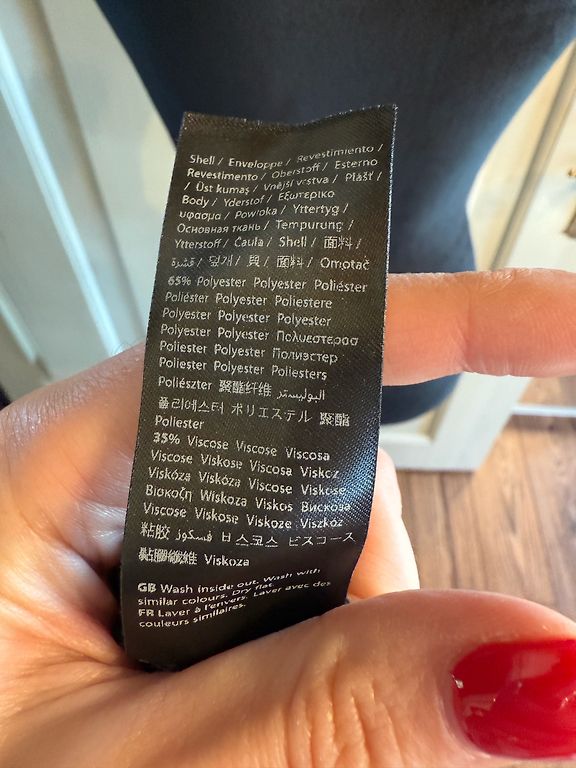 Shell / Enveloppe / Revestimiento /
Revestimento / Oberstoff / Esterno
/ Üst kumaş / Vnější vrstva / Plášť /
Body / Yderstof / Εξωτερικό
ύφασμα / Powłoka / Yttertyg /
Основная ткань / Tempurung /
Ytterstoff / Căula / Shell / 面料 /
قشرة / 덮개 / 貝 / 面料 / Omotač
65% Polyester Polyester Poliéster
Poliéster Polyester Poliestere
Polyester Polyester Polyester
Polyester Polyester Πολυεστερας
Poliester Polyester Полиэстер
Poliester Polyester Poliesters
Poliészter 聚酯纤维 البوليستر
폴리에스터 ポリエステル 聚酯
Poliester
35% Viscose Viscose Viscosa
Viscose Viskose Viscosa Viskoz
Viskóza Viskóza Viscose Viskose
Βισκοζη Wiskoza Viskos Вискоза
Viscose Viskose Viskoze Viszkóz
粘胶 فسكوز 비스코스 ビスコース
黏膠纖維 Viskoza
GB Wash inside out. Wash with
similar colours. Dry flat.
FR Laver à l'envers. Laver avec des
couleurs similaires.